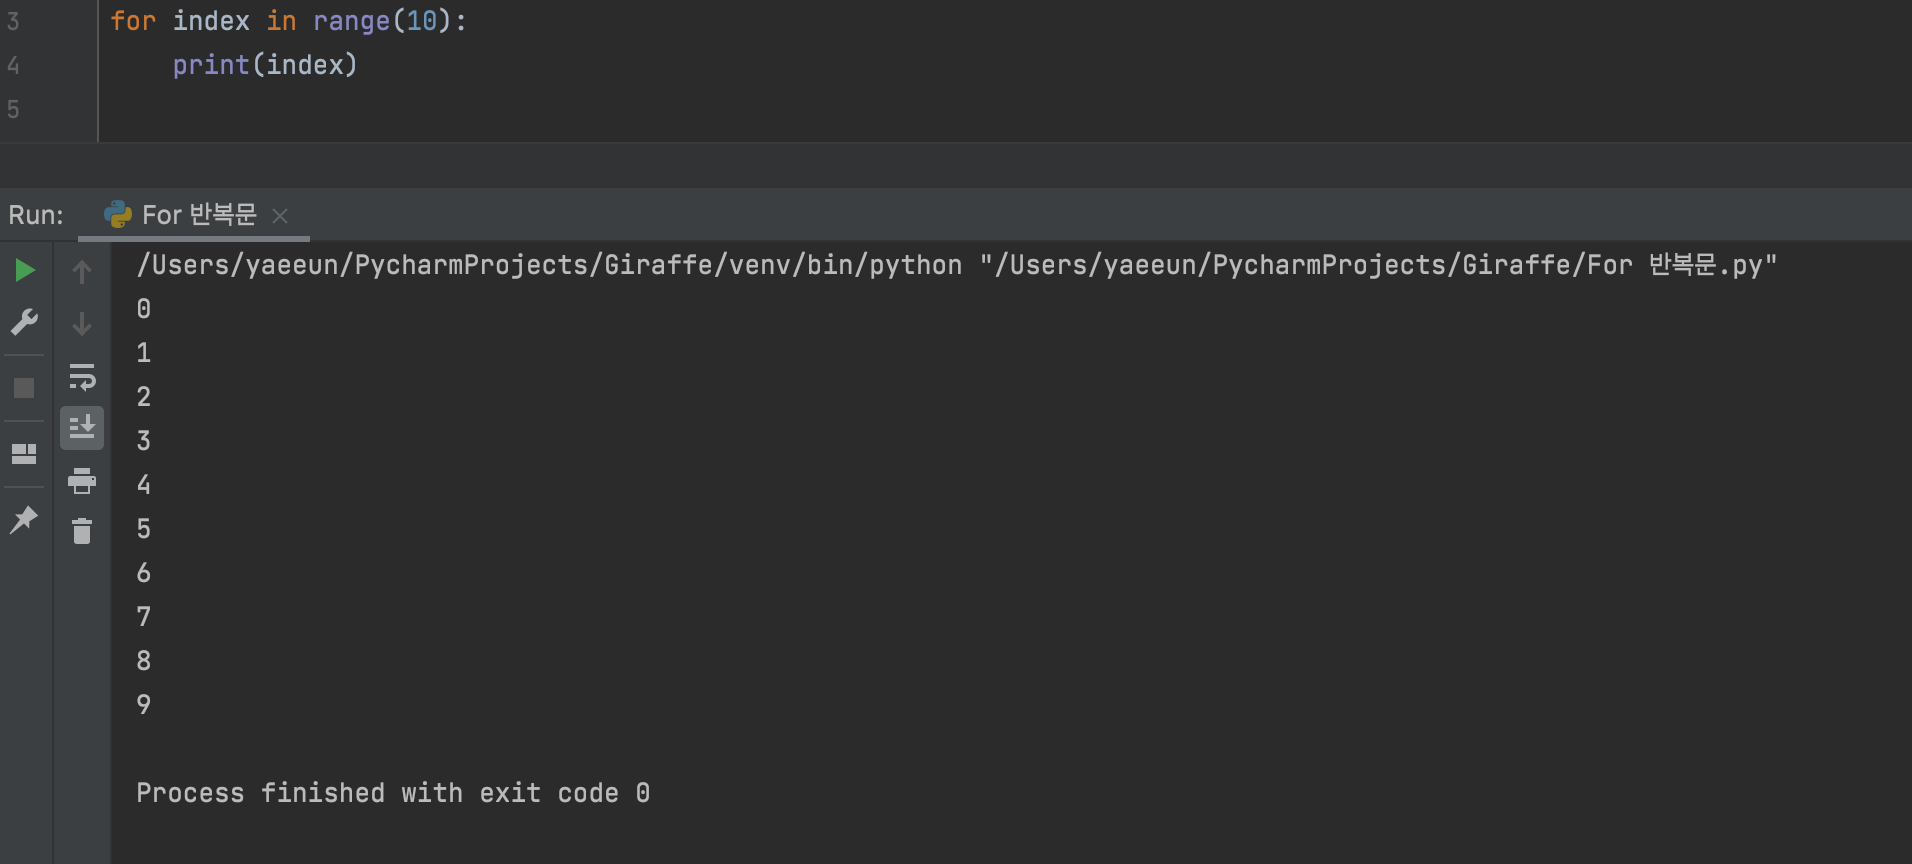 3 for index in range(10):
4     print(index)
5
Run: For 반복문
/Users/yaeeun/PycharmProjects/Giraffe/venv/bin/python "/Users/yaeeun/PycharmProjects/Giraffe/For 반복문.py"
0
1
2
3
4
5
6
7
8
9
Process finished with exit code 0